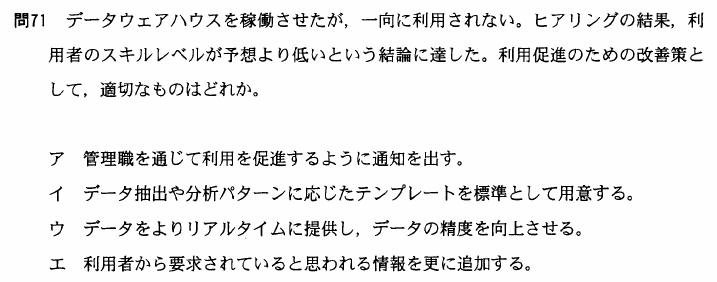 問71 データウェアハウスを稼働させたが，一向に利用されない。ヒアリングの結果，利
用者のスキルレベルが予想より低いという結論に達した。利用促進のための改善策と
して，適切なものはどれか。
ア 管理職を通じて利用を促進するように通知を出す。
イ データ抽出や分析パターンに応じたテンプレートを標準として用意する。
ウ データをよりリアルタイムに提供し，データの精度を向上させる。
エ 利用者から要求されていると思われる情報を更に追加する。